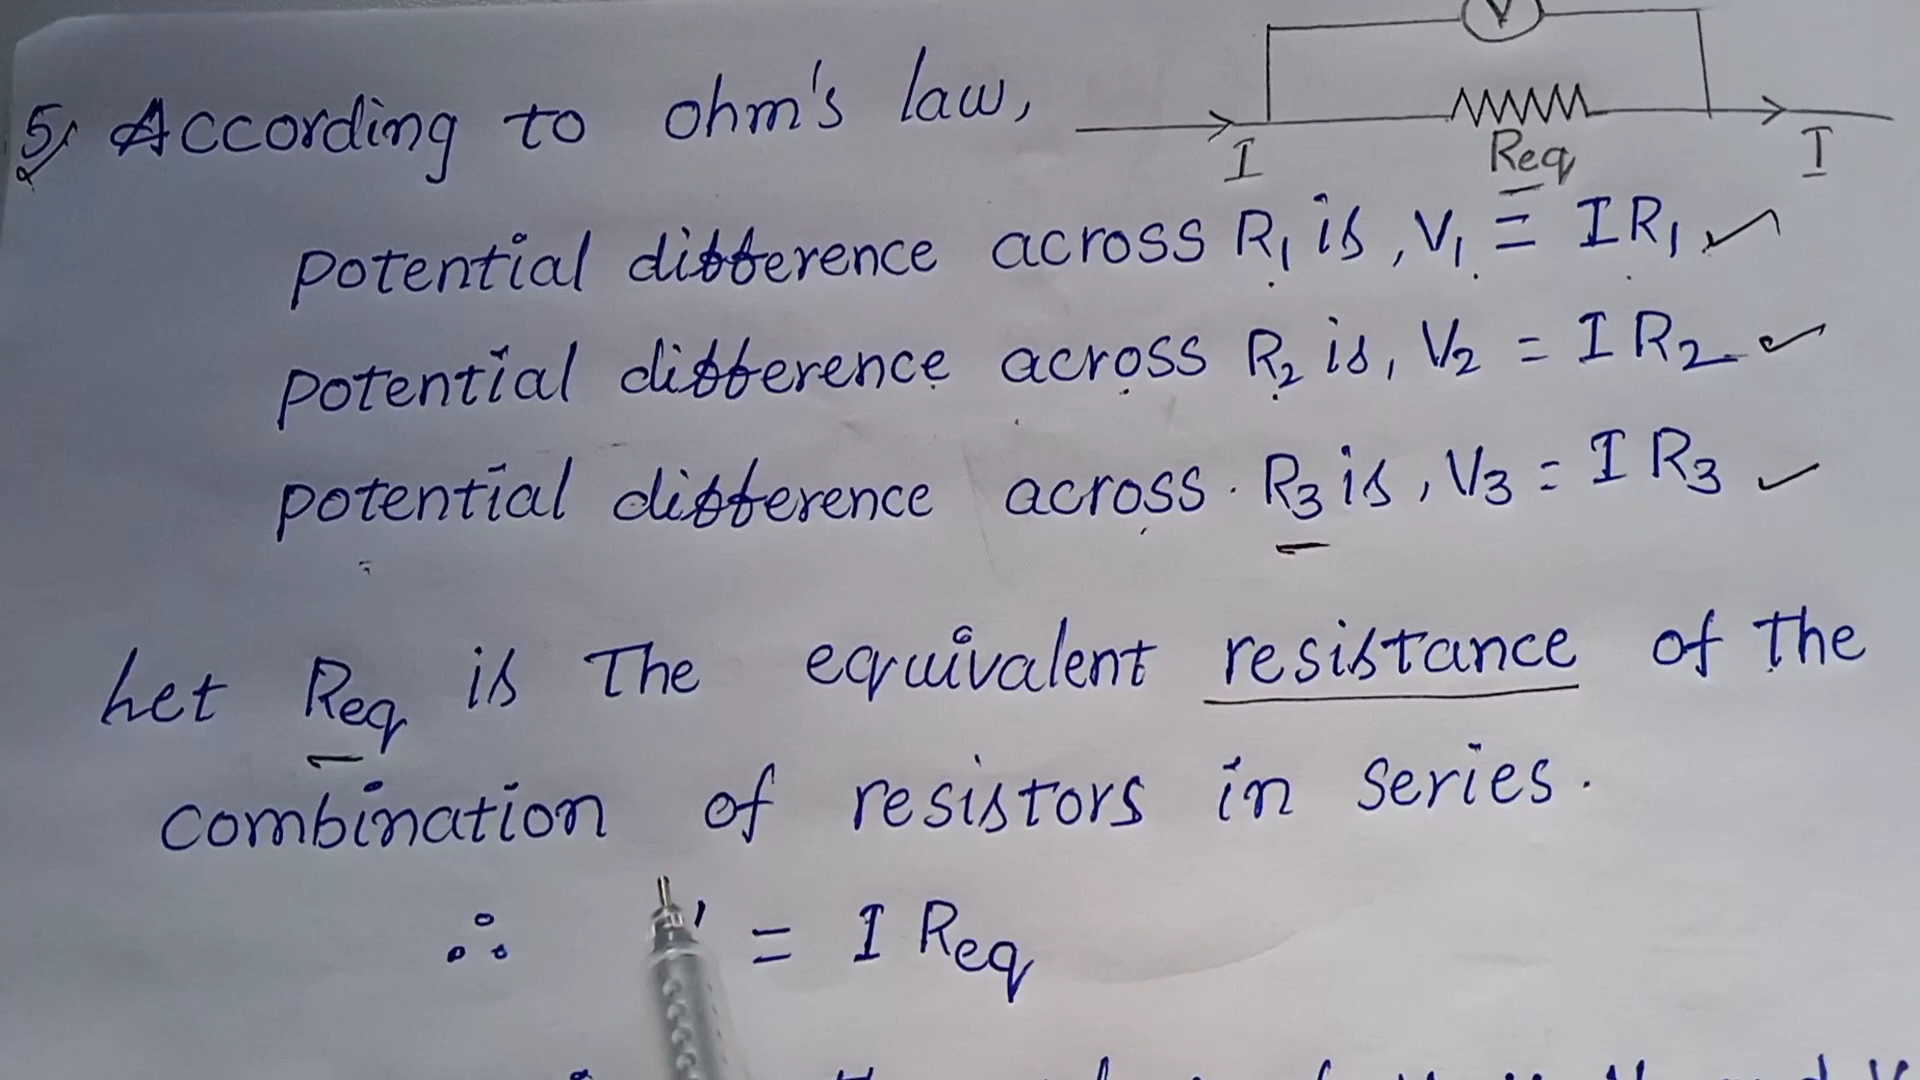 V
5, According to ohm's law,
I Req I
potential difference across R₁ is, V₁ = IR₁
potential difference across R₂ is, V₂ = IR₂
potential difference across R₃ is, V₃ = IR₃
Let Req is The equivalent resistance of the
combination of resistors in series.
∴ = I Req